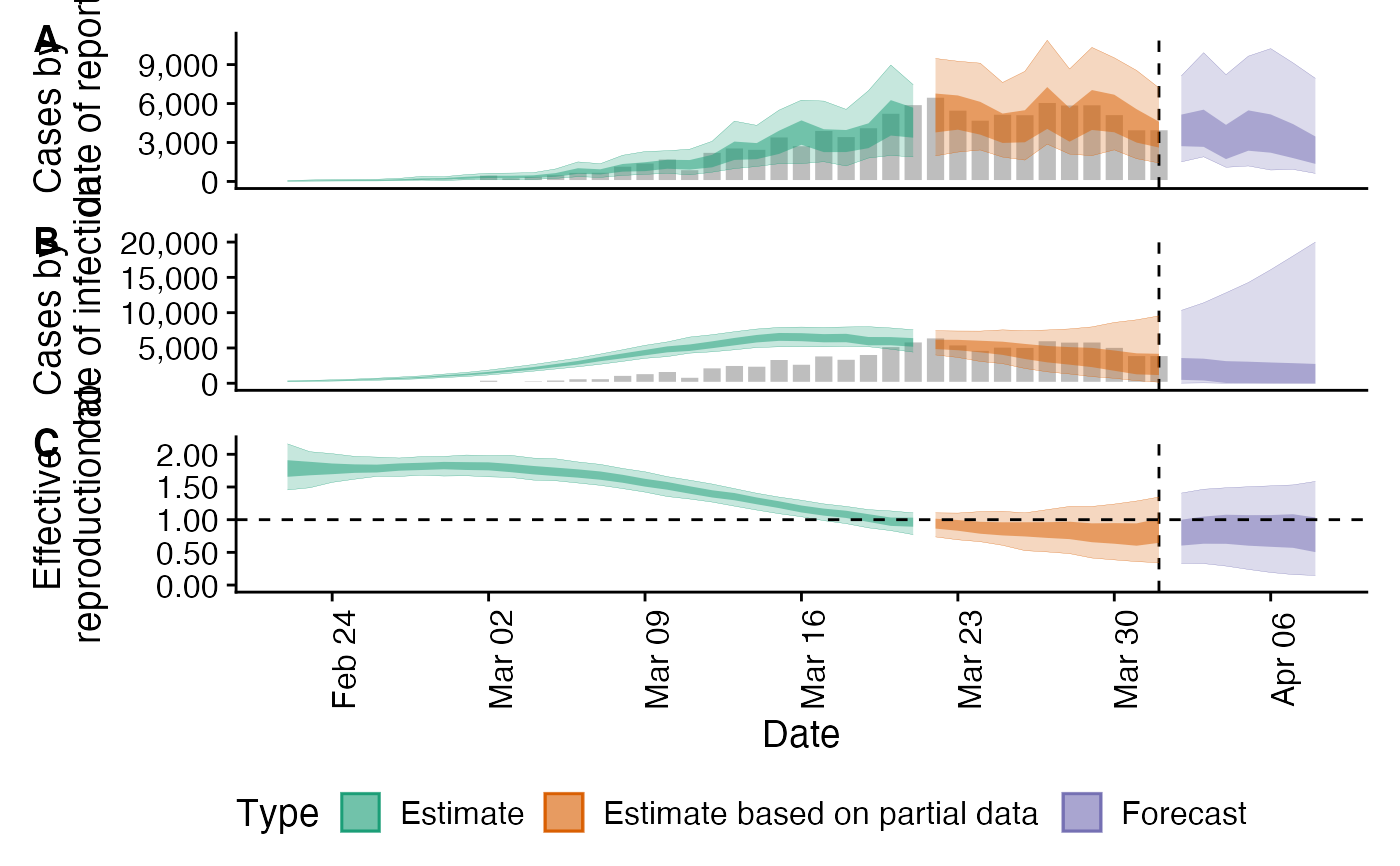 A
Cases by
date of report
9,000
6,000
3,000
0
B
Cases by
date of infection
20,000
15,000
10,000
5,000
0
C
Effective
reproduction
2.00
1.50
1.00
0.50
0.00
Feb 24
Mar 02
Mar 09
Mar 16
Mar 23
Mar 30
Apr 06
Date
Type Estimate Estimate based on partial data Forecast